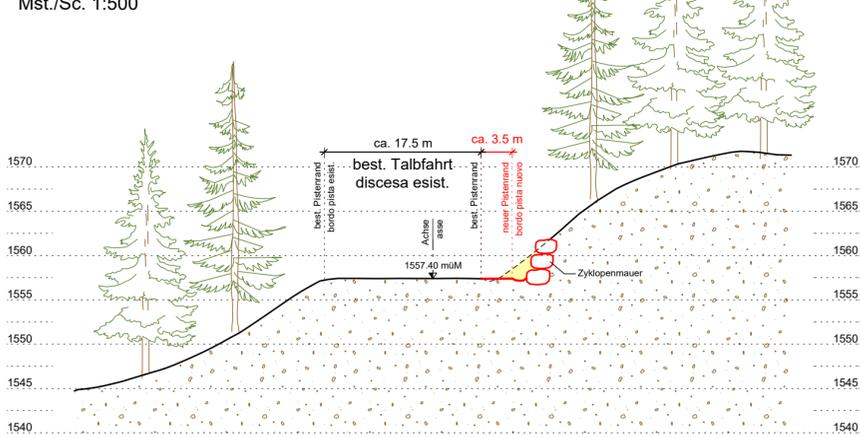 Mst./Sc. 1:500
ca. 17.5 m
ca. 3.5 m
best. Talbfahrt
discesa esist.
best. Pistenrand
bordo pista esist.
Achse
asse
best. Pistenrand
neuer Pistenrand
bordo pista nuovo
1557.40 müM
Zyklopenmauer
1570
1565
1560
1555
1550
1545
1540
1570
1565
1560
1555
1550
1545
1540